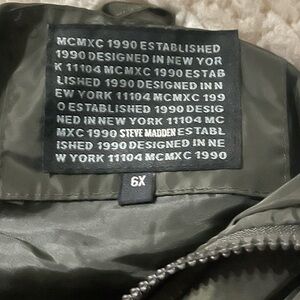 MCMXC 1990 ESTABLISHED
1990 DESIGNED IN NEW YOR
K 11104 MCMXC 1990 ESTAB
LISHED 1990 DESIGNED IN N
EW YORK 11104 MCMXC 199
O ESTABLISHED 1990 DESIG
NED IN NEW YORK 11104 MC
MXC 1990 STEVE MADDEN ESTABL
ISHED 1990 DESIGNED IN NE
W YORK 11104 MCMXC 1990
6X